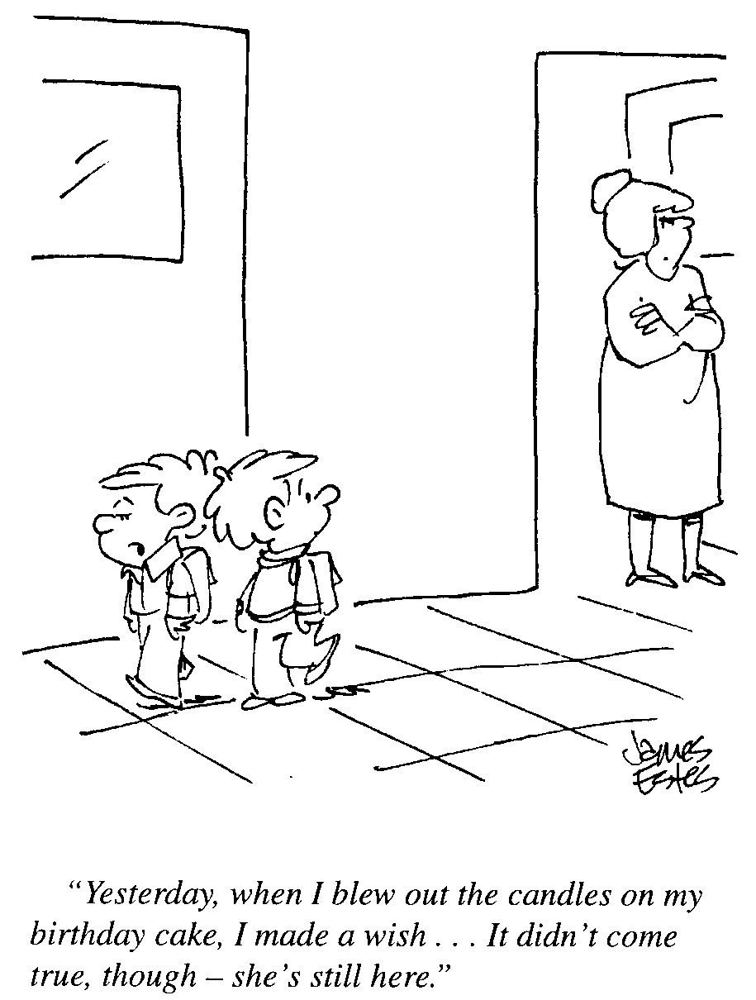 James
Estes
“Yesterday, when I blew out the candles on my
birthday cake, I made a wish . . . It didn’t come
true, though – she’s still here.”